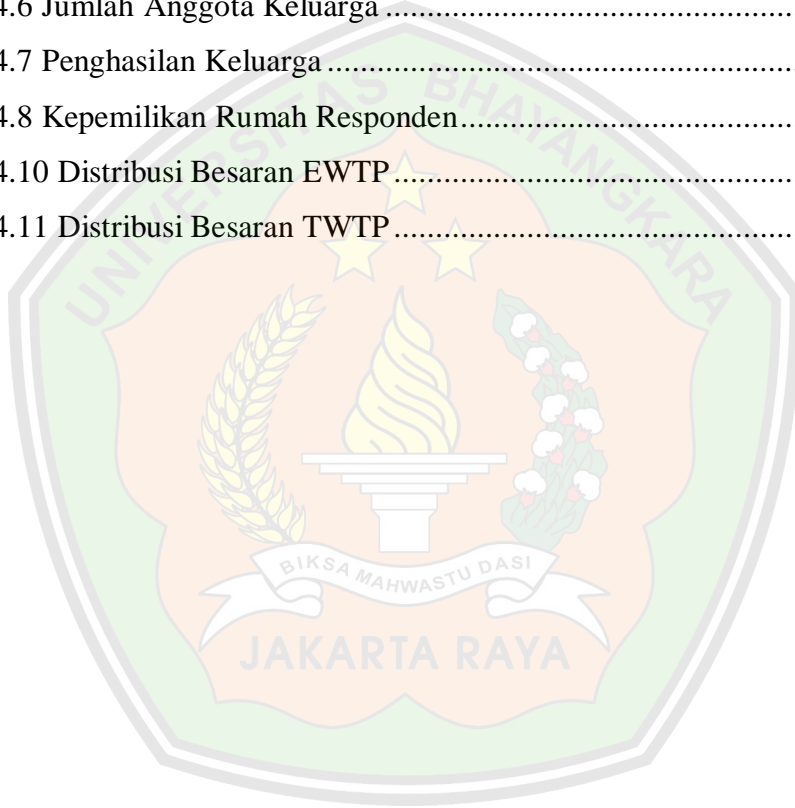 4.6 Jumlah Anggota Keluarga ..................................................
4.7 Penghasilan Keluarga .........................................................
4.8 Kepemilikan Rumah Responden.........................................
4.10 Distribusi Besaran EWTP .................................................
4.11 Distribusi Besaran TWTP .................................................
UNIVERSITAS BHAYANGKARA
BIKSA MAHWASTU DASI
JAKARTA RAYA